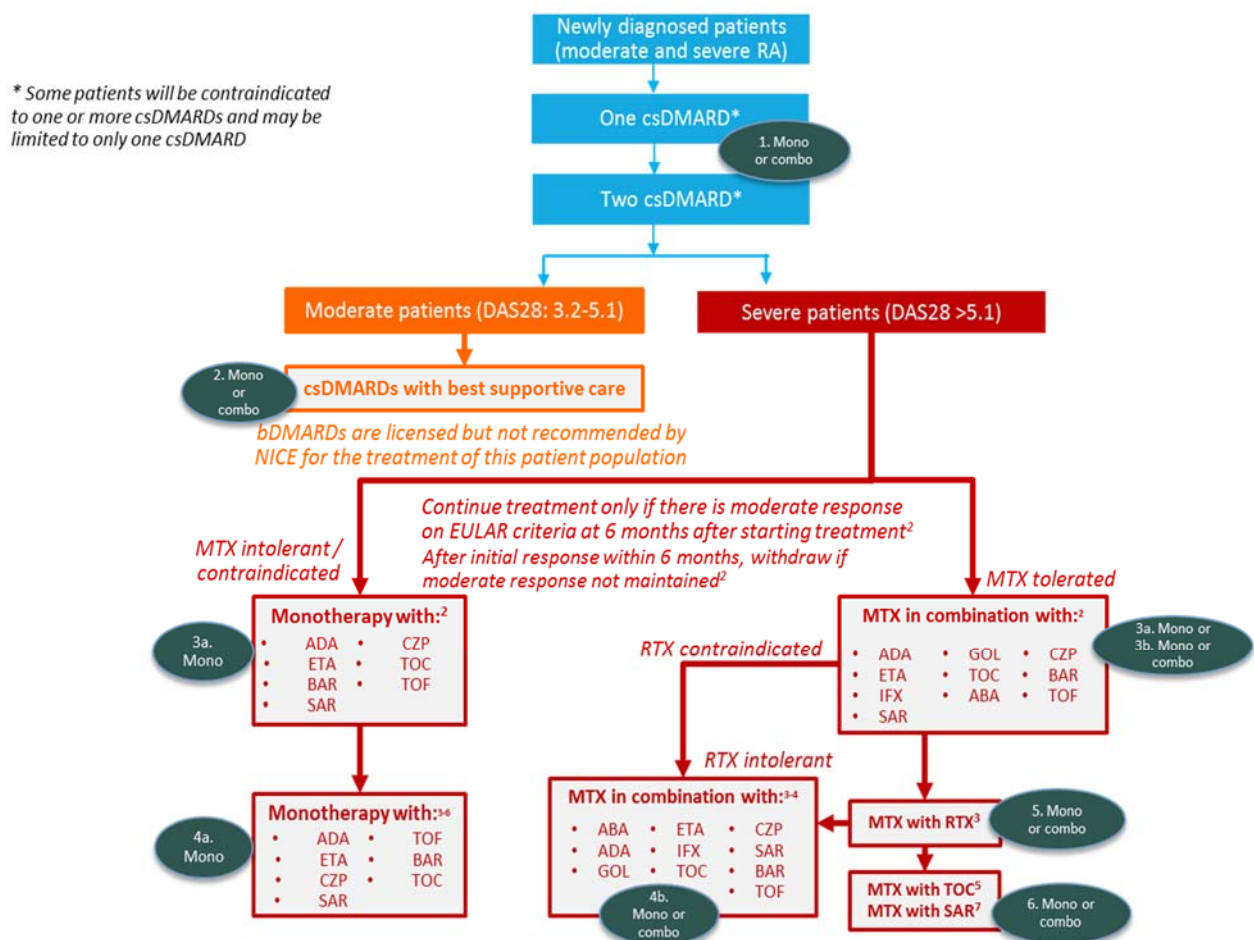 Newly diagnosed patients
(moderate and severe RA)
* Some patients will be contraindicated
to one or more csDMARDs and may be
limited to only one csDMARD
One csDMARD*
1. Mono
or combo
Two csDMARD*
Moderate patients (DAS28: 3.2-5.1)
Severe patients (DAS28 >5.1)
2. Mono
or
combo
csDMARDs with best supportive care
bDMARDs are licensed but not recommended by
NICE for the treatment of this patient population
Continue treatment only if there is moderate response
on EULAR criteria at 6 months after starting treatment²
After initial response within 6 months, withdraw if
moderate response not maintained²
MTX intolerant /
contraindicated
MTX tolerated
3a.
Mono
Monotherapy with:²
• ADA • CZP
• ETA • TOC
• BAR • TOF
• SAR
RTX contraindicated
MTX in combination with:²
• ADA • GOL • CZP
• ETA • TOC • BAR
• IFX • ABA • TOF
• SAR
3a. Mono or
3b. Mono or
combo
RTX intolerant
4a.
Mono
Monotherapy with:³⁻⁶
• ADA • TOF
• ETA • BAR
• CZP • TOC
• SAR
MTX in combination with:³⁻⁴
• ABA • ETA • CZP
• ADA • IFX • SAR
• GOL • TOC • BAR
• TOF
4b.
Mono or
combo
MTX with RTX³
5. Mono
or combo
MTX with TOC⁵
MTX with SAR⁷
6. Mono or
combo